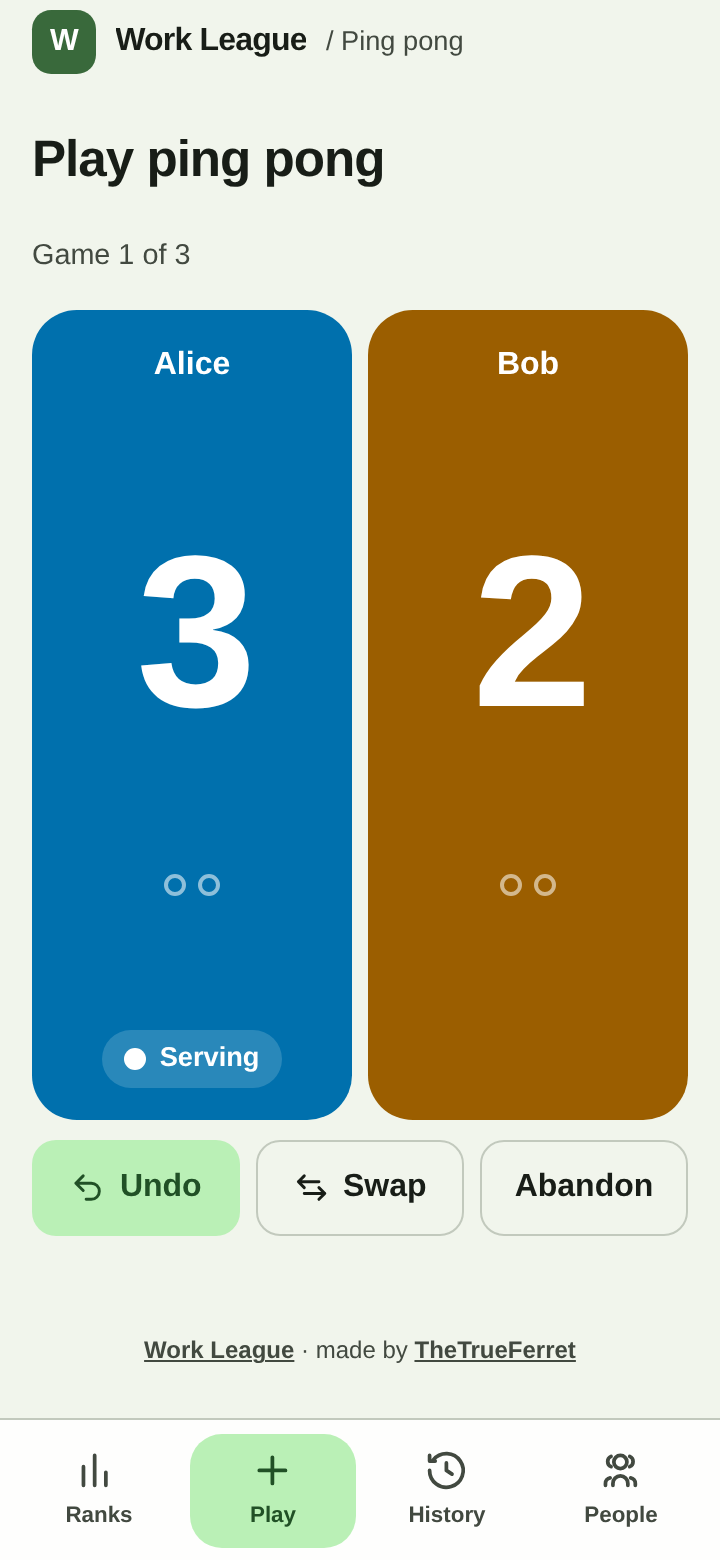 W Work League / Ping pong
Play ping pong
Game 1 of 3
Alice Bob
3 2
Serving
Undo Swap Abandon
Work League · made by TheTrueFerret
Ranks Play History People